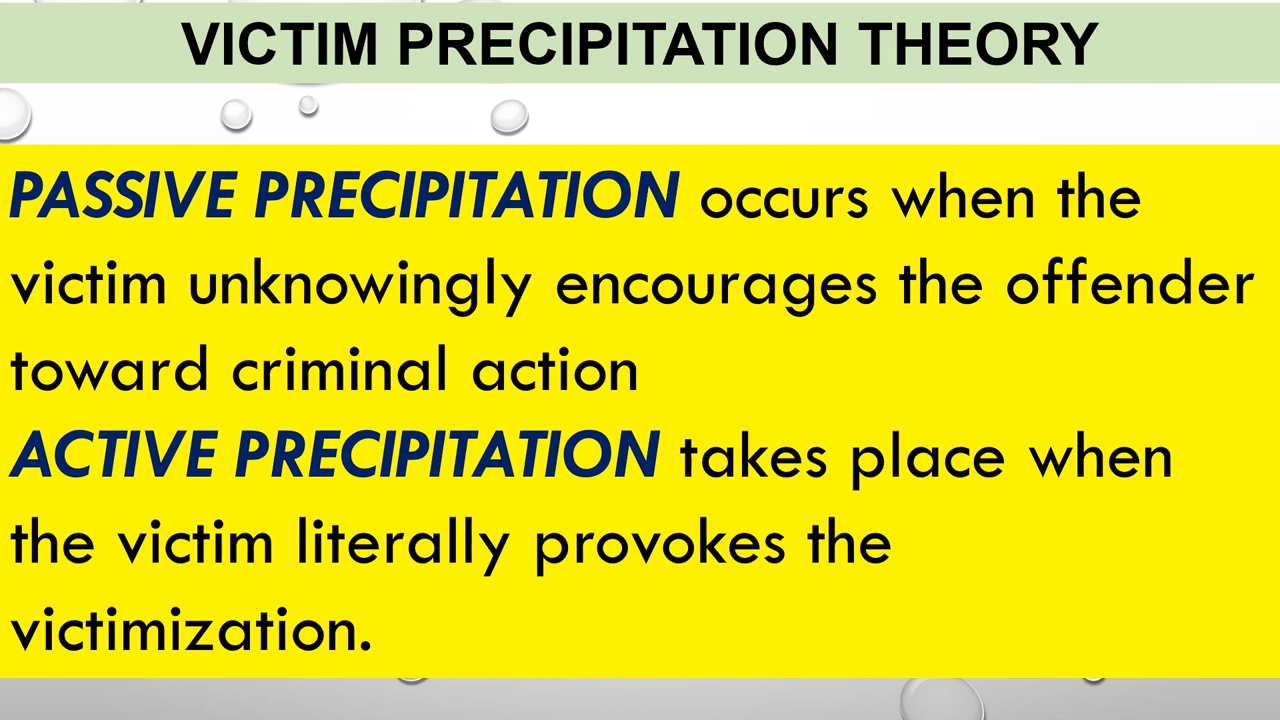 VICTIM PRECIPITATION THEORY
PASSIVE PRECIPITATION occurs when the
victim unknowingly encourages the offender
toward criminal action
ACTIVE PRECIPITATION takes place when
the victim literally provokes the
victimization.